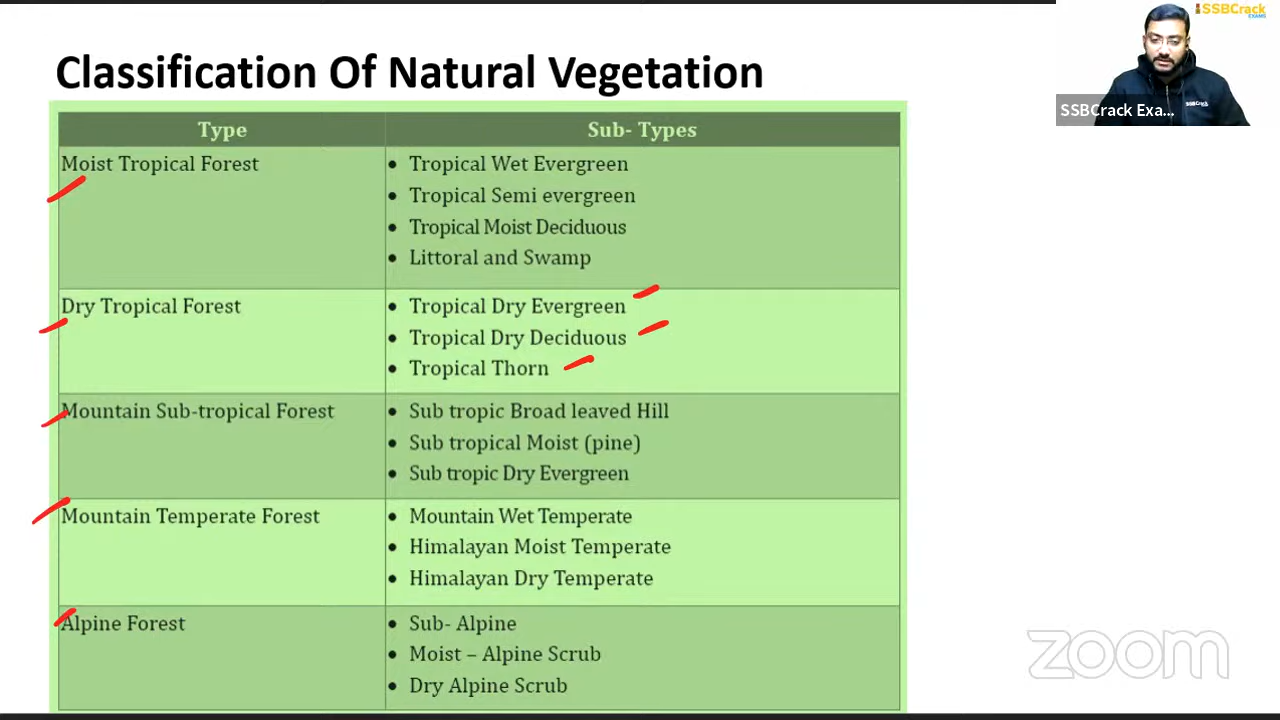 SSBCrack
EXAMS
SSBCrack
SSBCrack Exa...
Classification Of Natural Vegetation
Type Sub- Types
Moist Tropical Forest
• Tropical Wet Evergreen
• Tropical Semi evergreen
• Tropical Moist Deciduous
• Littoral and Swamp
Dry Tropical Forest
• Tropical Dry Evergreen
• Tropical Dry Deciduous
• Tropical Thorn
Mountain Sub-tropical Forest
• Sub tropic Broad leaved Hill
• Sub tropical Moist (pine)
• Sub tropic Dry Evergreen
Mountain Temperate Forest
• Mountain Wet Temperate
• Himalayan Moist Temperate
• Himalayan Dry Temperate
Alpine Forest
• Sub- Alpine
• Moist – Alpine Scrub
• Dry Alpine Scrub
zoom